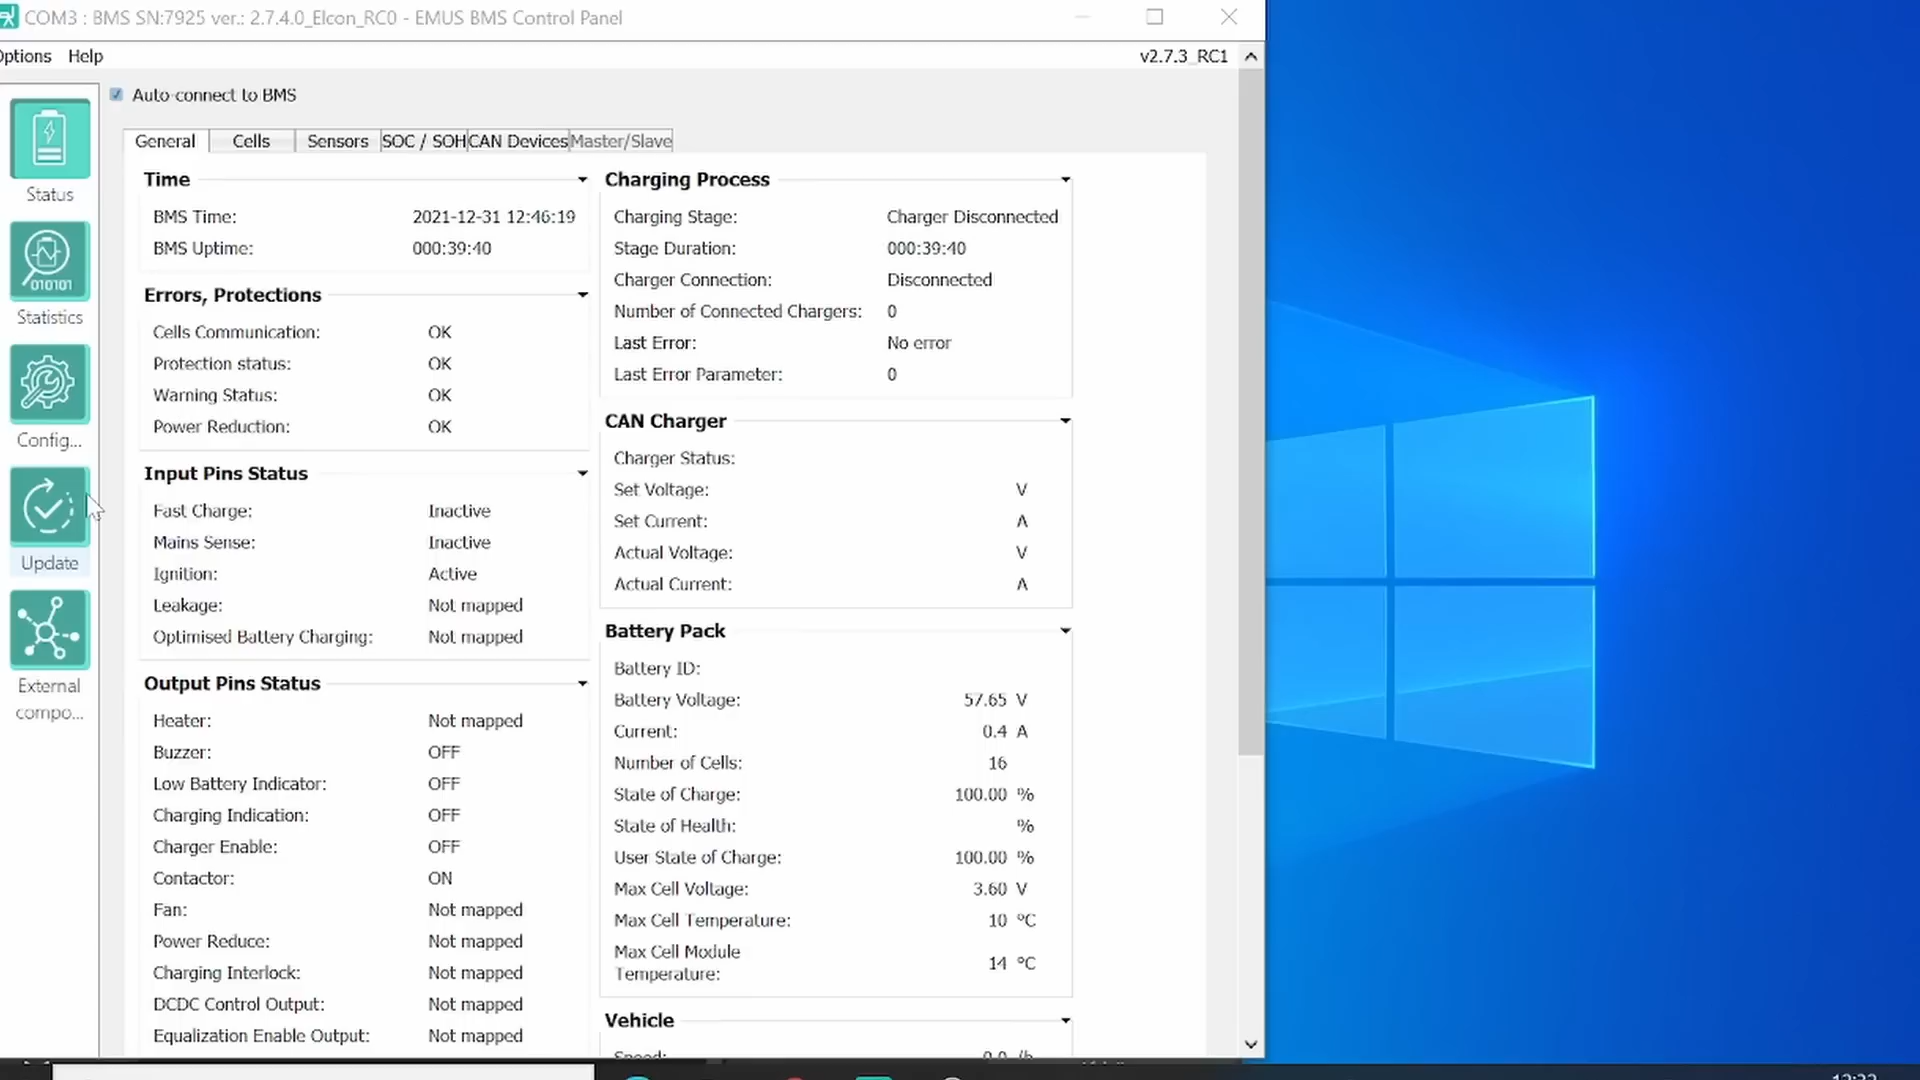 COM3 : BMS SN:7925 ver.: 2.7.4.0_Elcon_RC0 - EMUS BMS Control Panel
Options Help v2.7.3_RC1
Auto-connect to BMS
General Cells Sensors SOC / SOH CAN Devices Master/Slave
Status
010101
Statistics
Config...
Update
External
compo...
Time
BMS Time: 2021-12-31 12:46:19
BMS Uptime: 000:39:40
Errors, Protections
Cells Communication: OK
Protection status: OK
Warning Status: OK
Power Reduction: OK
Input Pins Status
Fast Charge: Inactive
Mains Sense: Inactive
Ignition: Active
Leakage: Not mapped
Optimised Battery Charging: Not mapped
Output Pins Status
Heater: Not mapped
Buzzer: OFF
Low Battery Indicator: OFF
Charging Indication: OFF
Charger Enable: OFF
Contactor: ON
Fan: Not mapped
Power Reduce: Not mapped
Charging Interlock: Not mapped
DCDC Control Output: Not mapped
Equalization Enable Output: Not mapped
Charging Process
Charging Stage: Charger Disconnected
Stage Duration: 000:39:40
Charger Connection: Disconnected
Number of Connected Chargers: 0
Last Error: No error
Last Error Parameter: 0
CAN Charger
Charger Status:
Set Voltage: V
Set Current: A
Actual Voltage: V
Actual Current: A
Battery Pack
Battery ID:
Battery Voltage: 57.65 V
Current: 0.4 A
Number of Cells: 16
State of Charge: 100.00 %
State of Health: %
User State of Charge: 100.00 %
Max Cell Voltage: 3.60 V
Max Cell Temperature: 10 °C
Max Cell Module
Temperature: 14 °C
Vehicle
Speed: